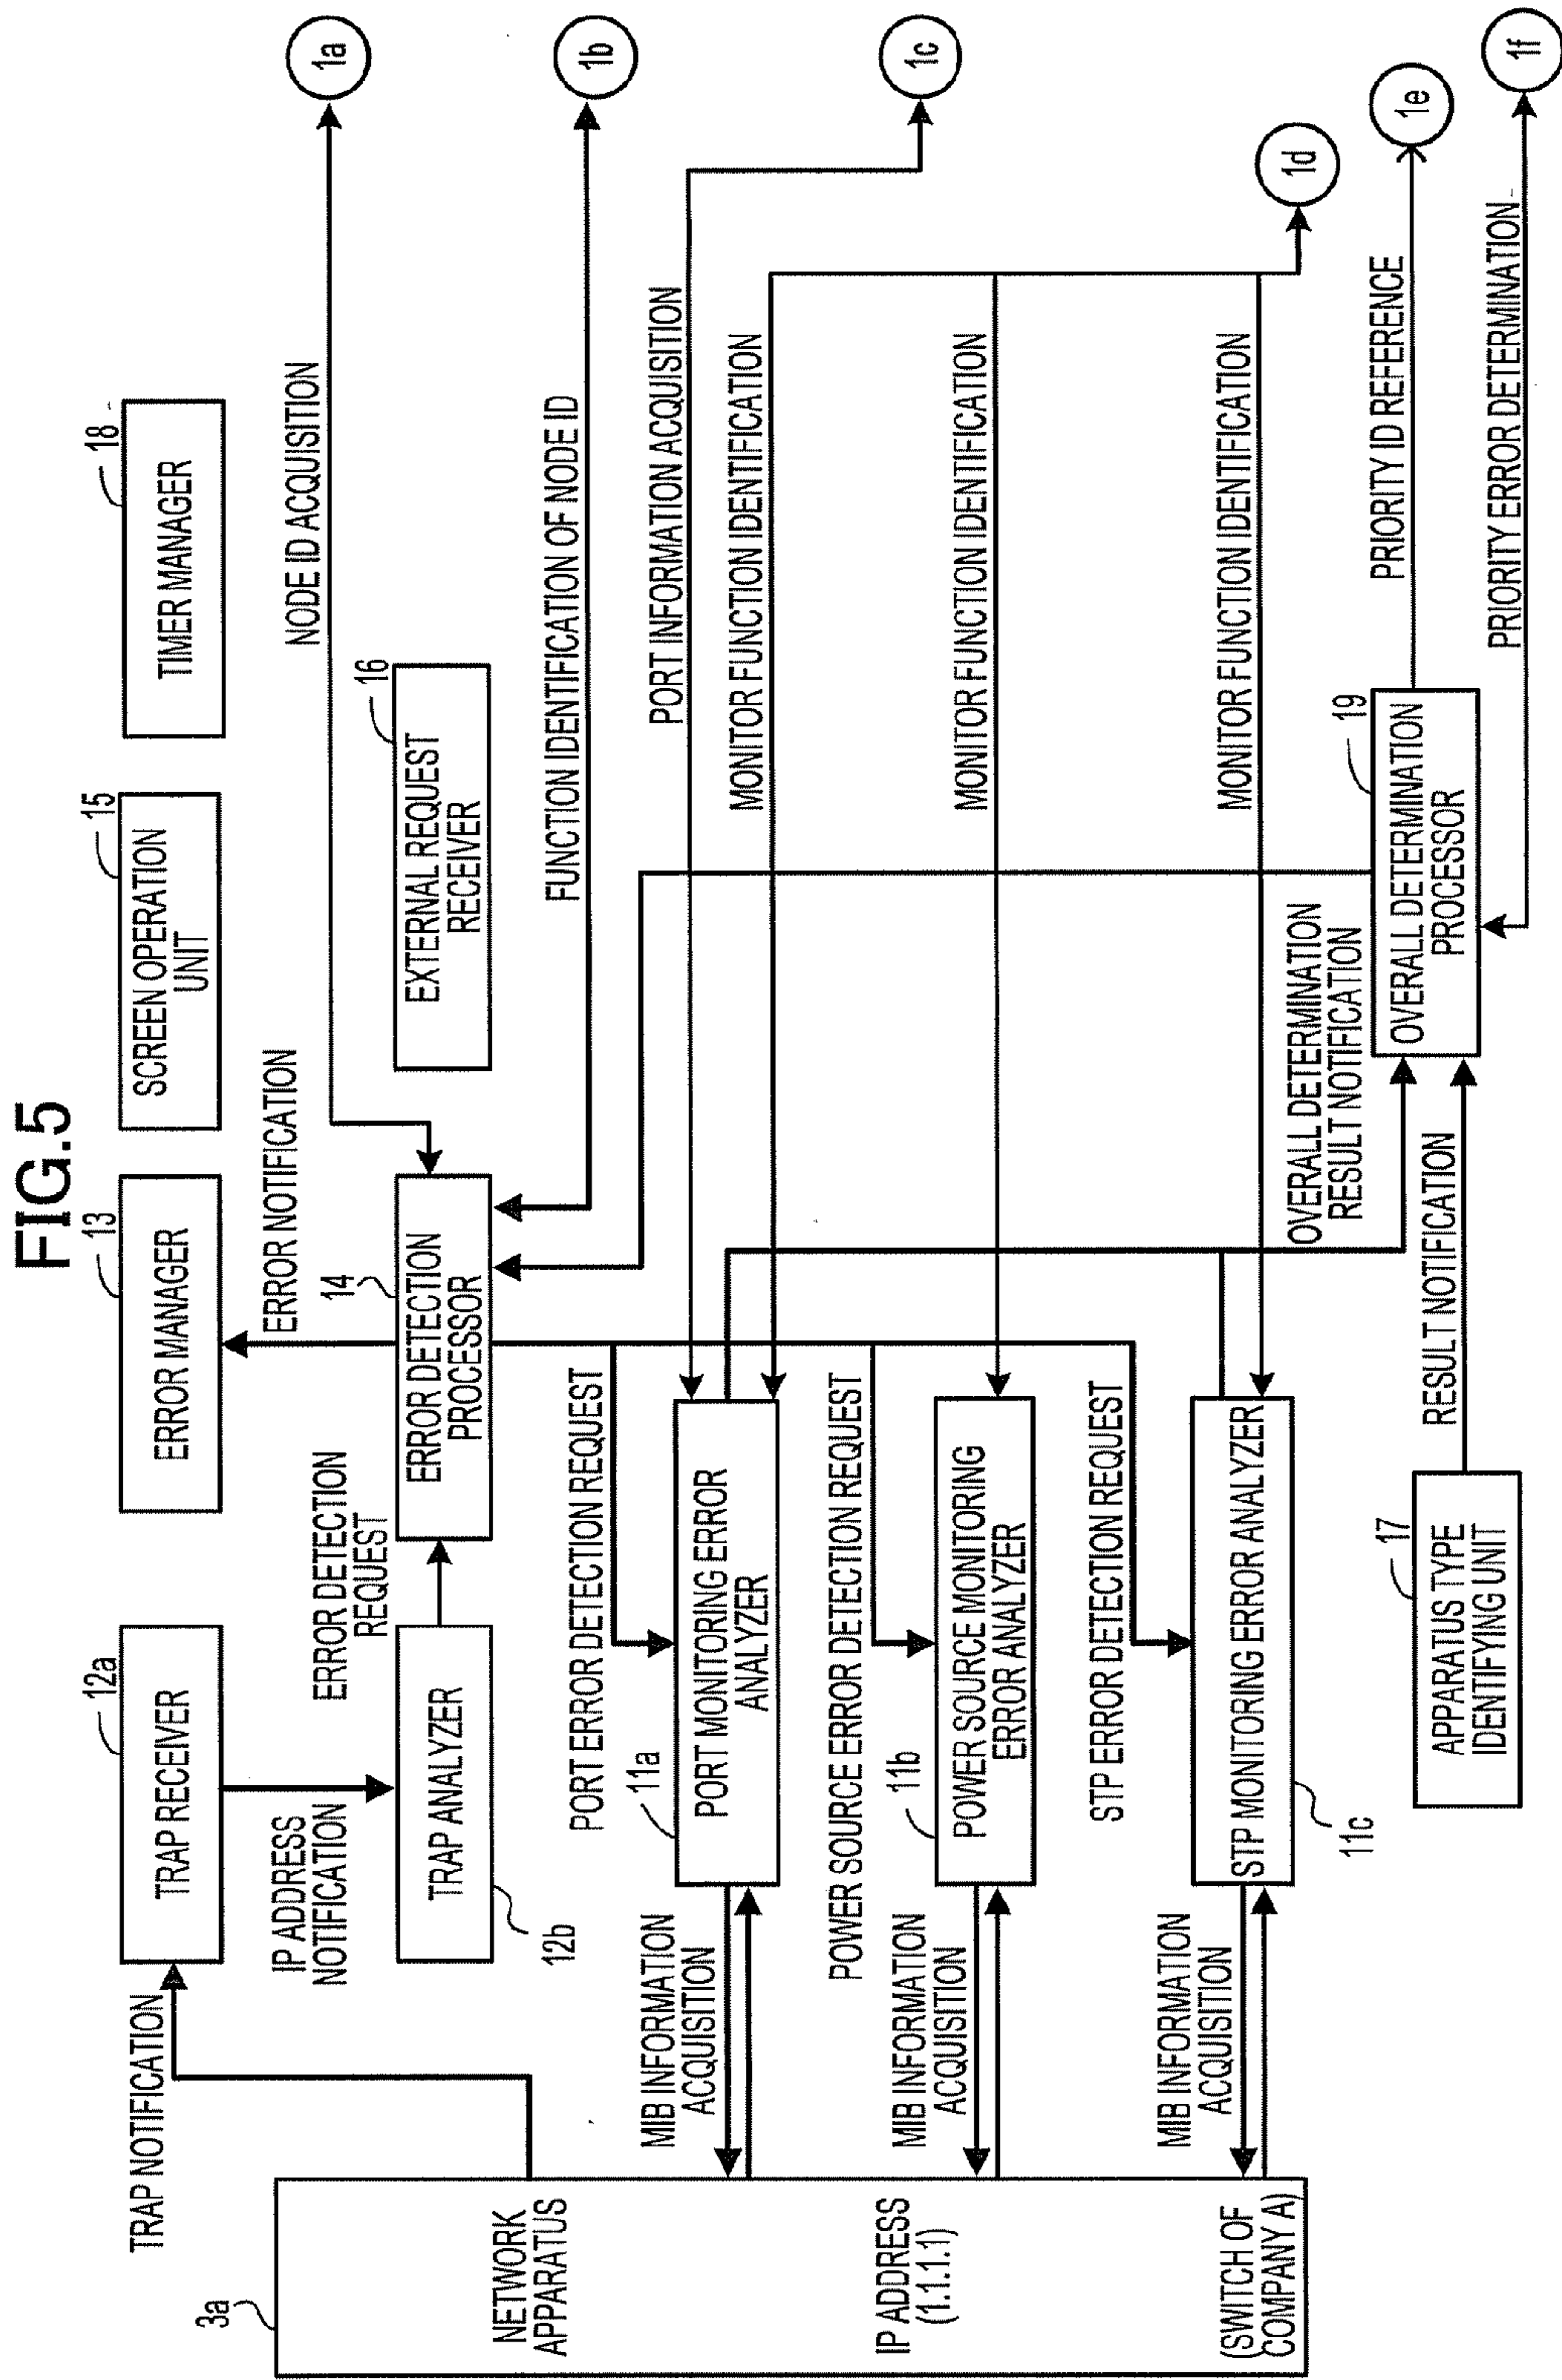 FIG.5
3a
NETWORK
APPARATUS
IP ADDRESS
(1.1.1.1)
(SWITCH OF
COMPANY A)
TRAP NOTIFICATION
12a
TRAP RECEIVER
IP ADDRESS
NOTIFICATION
TRAP ANALYZER
12b
ERROR DETECTION
REQUEST
13
ERROR MANAGER
ERROR NOTIFICATION
14
ERROR DETECTION
PROCESSOR
15
SCREEN OPERATION
UNIT
16
EXTERNAL REQUEST
RECEIVER
18
TIMER MANAGER
NODE ID ACQUISITION
1a
FUNCTION IDENTIFICATION OF NODE ID
1b
PORT INFORMATION ACQUISITION
1c
MONITOR FUNCTION IDENTIFICATION
MONITOR FUNCTION IDENTIFICATION
MONITOR FUNCTION IDENTIFICATION
1d
PORT ERROR DETECTION REQUEST
11a
PORT MONITORING ERROR
ANALYZER
MIB INFORMATION
ACQUISITION
POWER SOURCE ERROR DETECTION REQUEST
11b
POWER SOURCE MONITORING
ERROR ANALYZER
MIB INFORMATION
ACQUISITION
STP ERROR DETECTION REQUEST
STP MONITORING ERROR ANALYZER
11c
MIB INFORMATION
ACQUISITION
OVERALL DETERMINATION
RESULT NOTIFICATION
17
APPARATUS TYPE
IDENTIFYING UNIT
RESULT NOTIFICATION
19
OVERALL DETERMINATION
PROCESSOR
PRIORITY ID REFERENCE
1e
PRIORITY ERROR DETERMINATION
1f